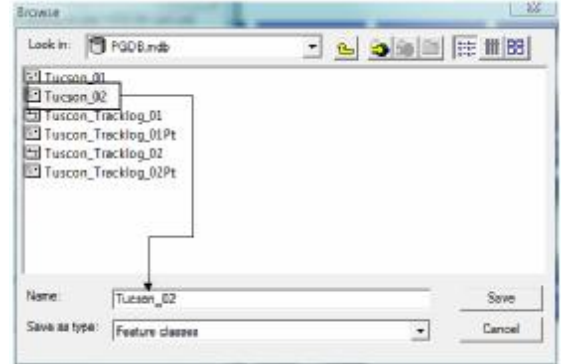 Browse
Look in: PGDB.mdb
Tucson_01
Tucson_02
Tuscon_Tracklog_01
Tuscon_Tracklog_01Pt
Tuscon_Tracklog_02
Tuscon_Tracklog_02Pt
Name: Tucson_02 Save
Save as type: Feature classes Cancel